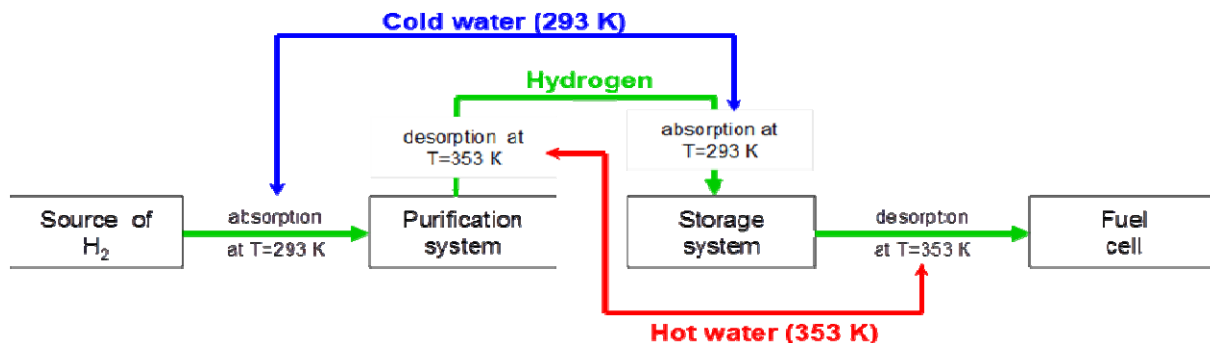 Cold water (293 K)
Hydrogen
desorption at
T=353 K
absorption at
T=293 K
Source of
H₂
absorption
at T=293 K
Purification
system
Storage
system
desorption
at T=353 K
Fuel
cell
Hot water (353 K)